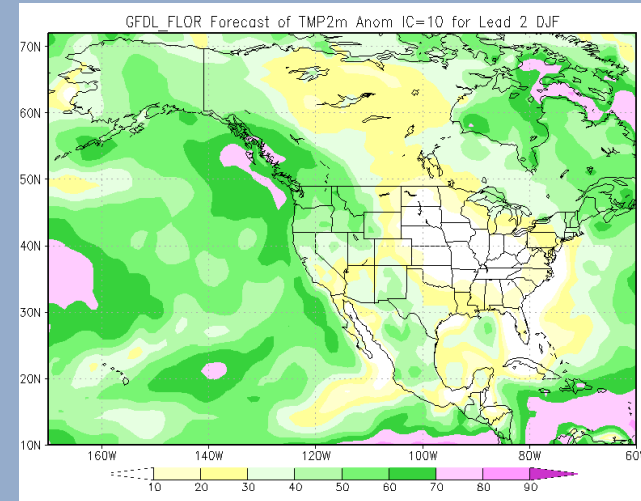 GFDL_FLOR Forecast of TMP2m Anom IC=10 for Lead 2 DJF
70N
60N
50N
40N
30N
20N
10N
160W 140W 120W 100W 80W 60W
10 20 30 40 50 60 70 80 90